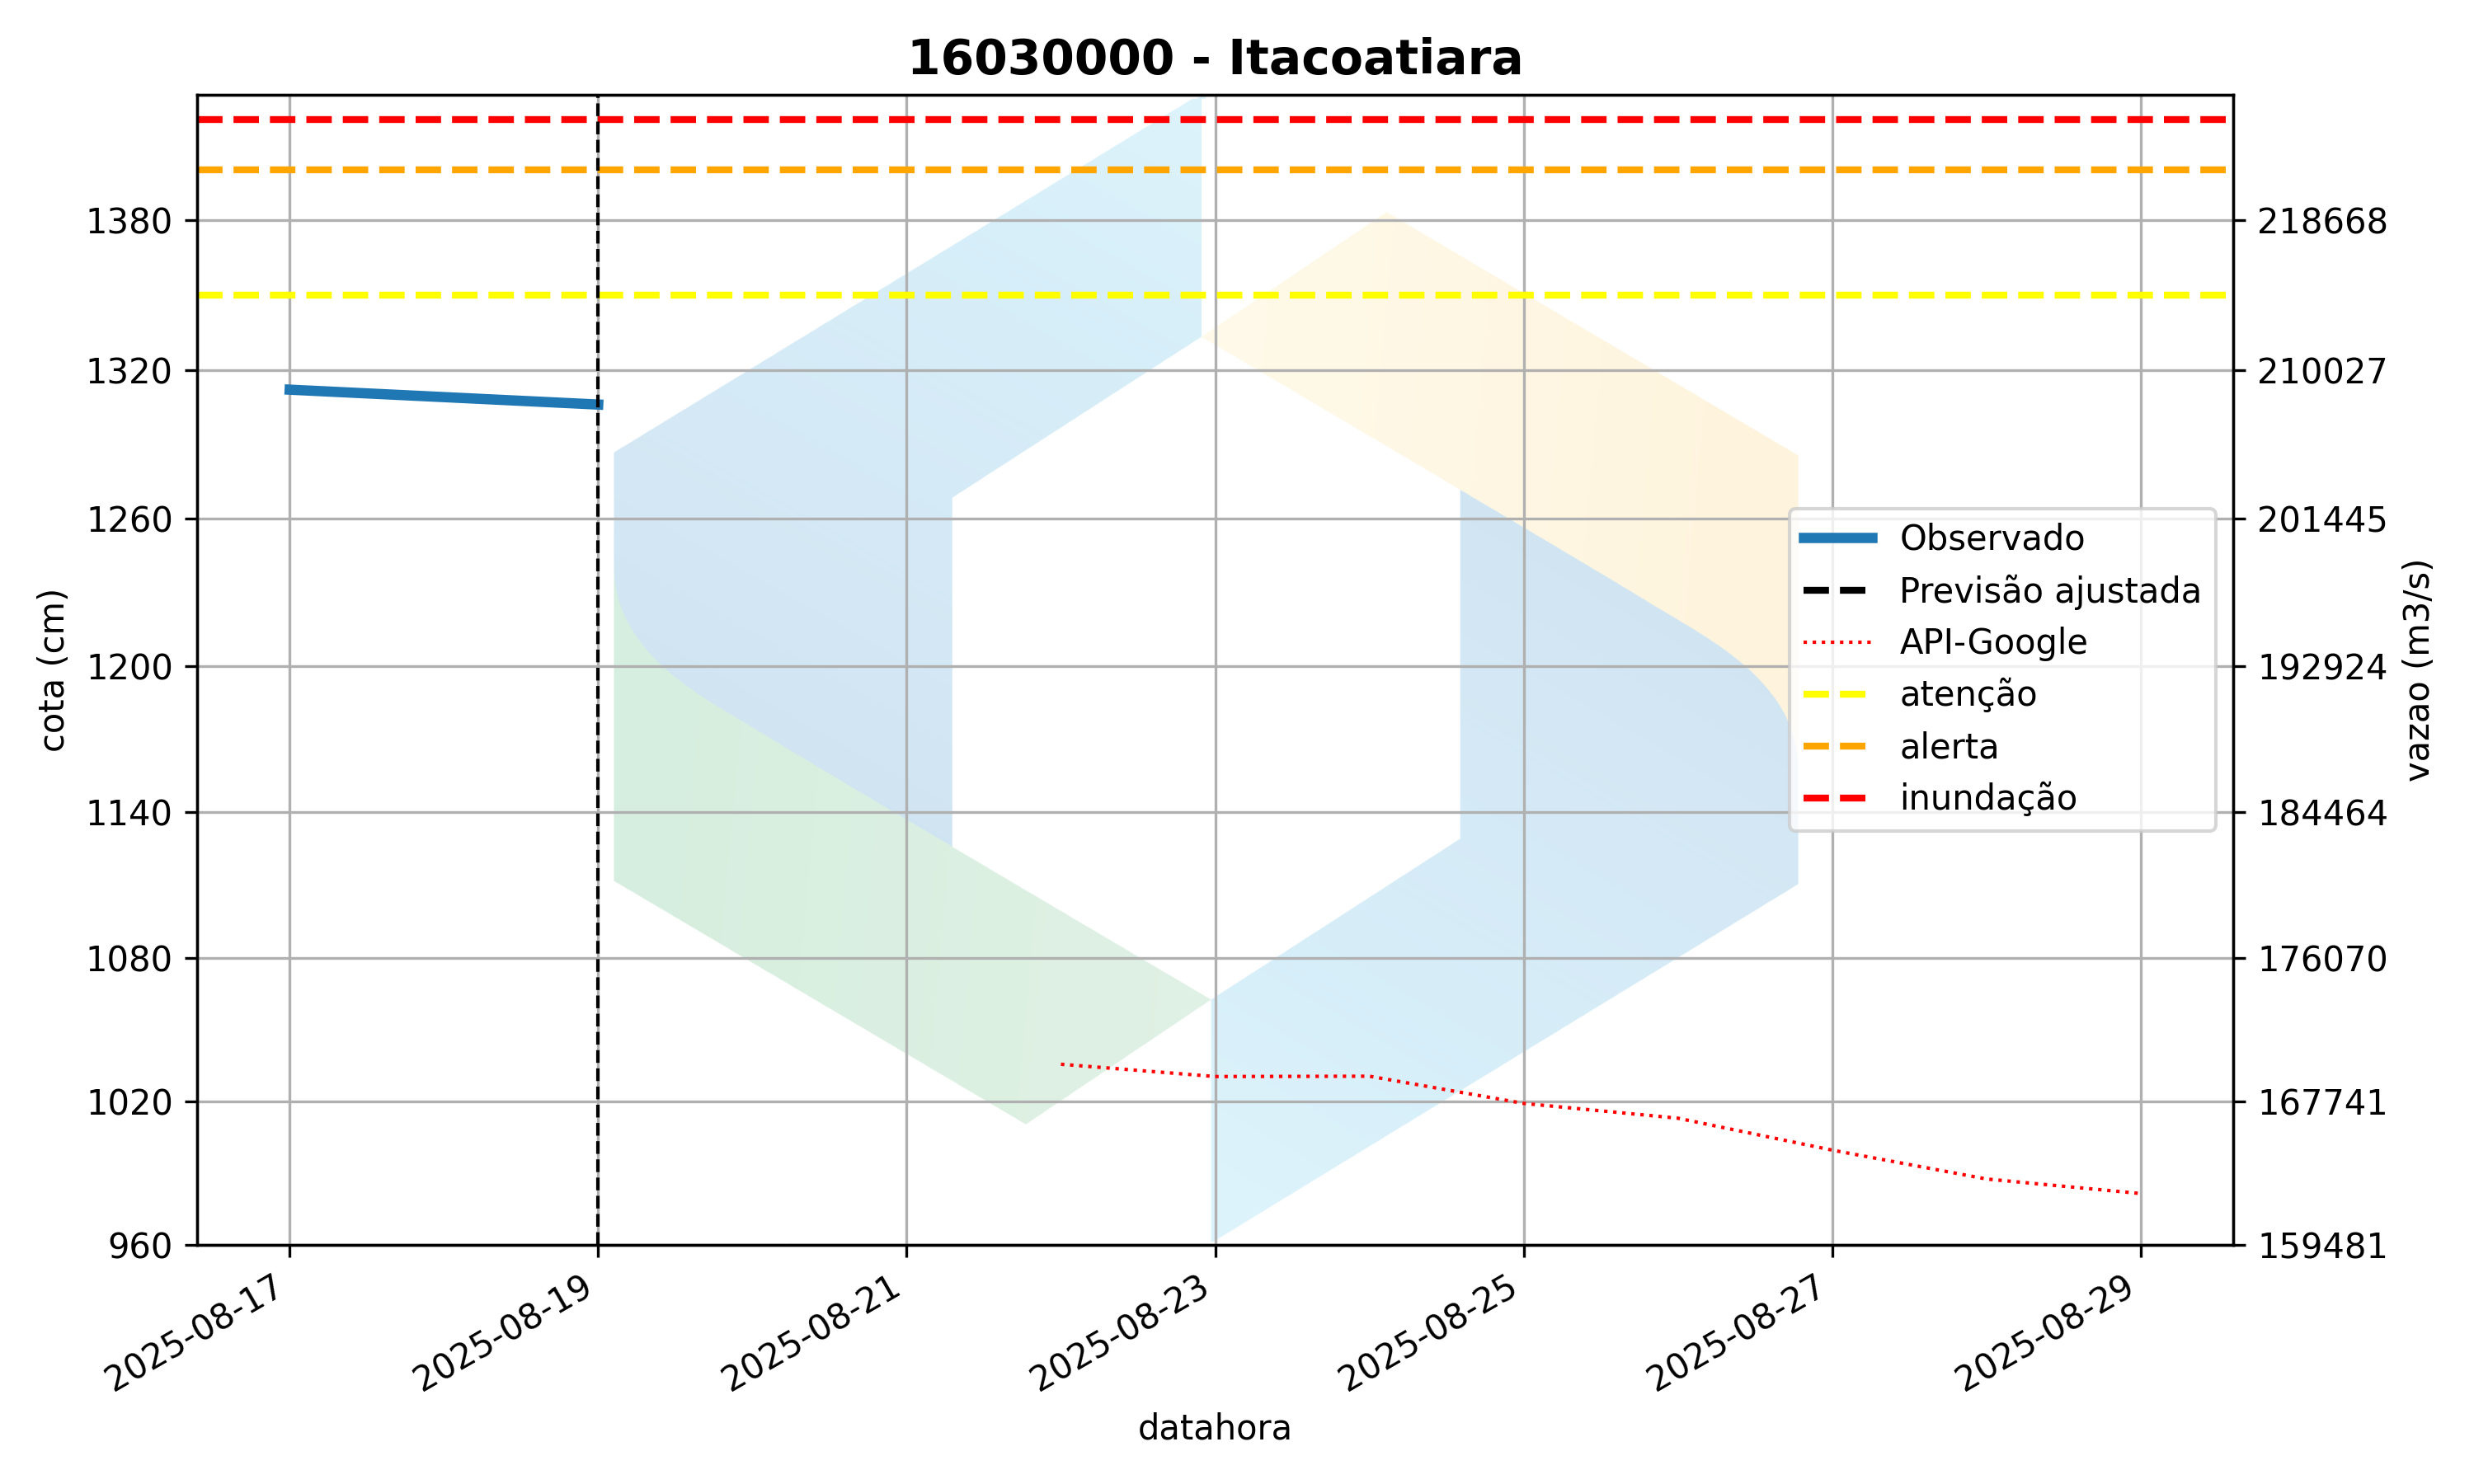 16030000 - Itacoatiara
1380
1320
1260
1200
1140
1080
1020
960
cota (cm)
218668
210027
201445
192924
184464
176070
167741
159481
vazao (m3/s)
Observado
Previsão ajustada
API-Google
atenção
alerta
inundação
2025-08-17
2025-08-19
2025-08-21
2025-08-23
2025-08-25
2025-08-27
2025-08-29
datahora